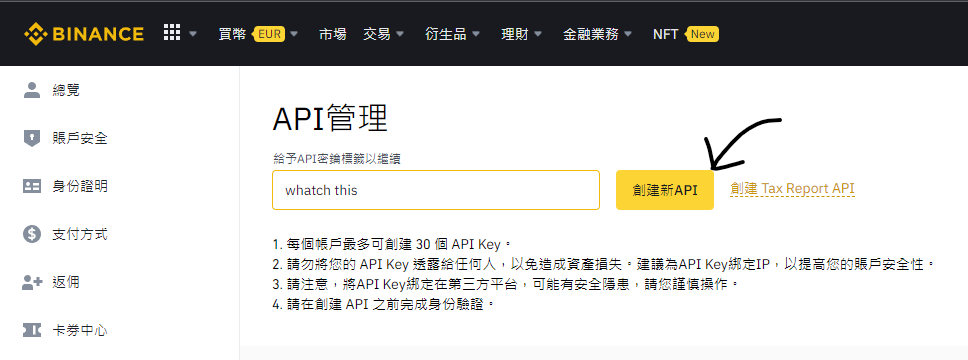 BINANCE 買幣 EUR 市場 交易 衍生品 理財 金融業務 NFT New
總覽
賬戶安全
身份證明
支付方式
返佣
卡券中心
API管理
給予API密鑰標籤以繼續
whatch this 創建新API 創建 Tax Report API
1. 每個帳戶最多可創建 30 個 API Key。
2. 請勿將您的 API Key 透露給任何人，以免造成資產損失。建議為API Key綁定IP，以提高您的賬戶安全性。
3. 請注意，將API Key綁定在第三方平台，可能有安全隱患，請您謹慎操作。
4. 請在創建 API 之前完成身份驗證。